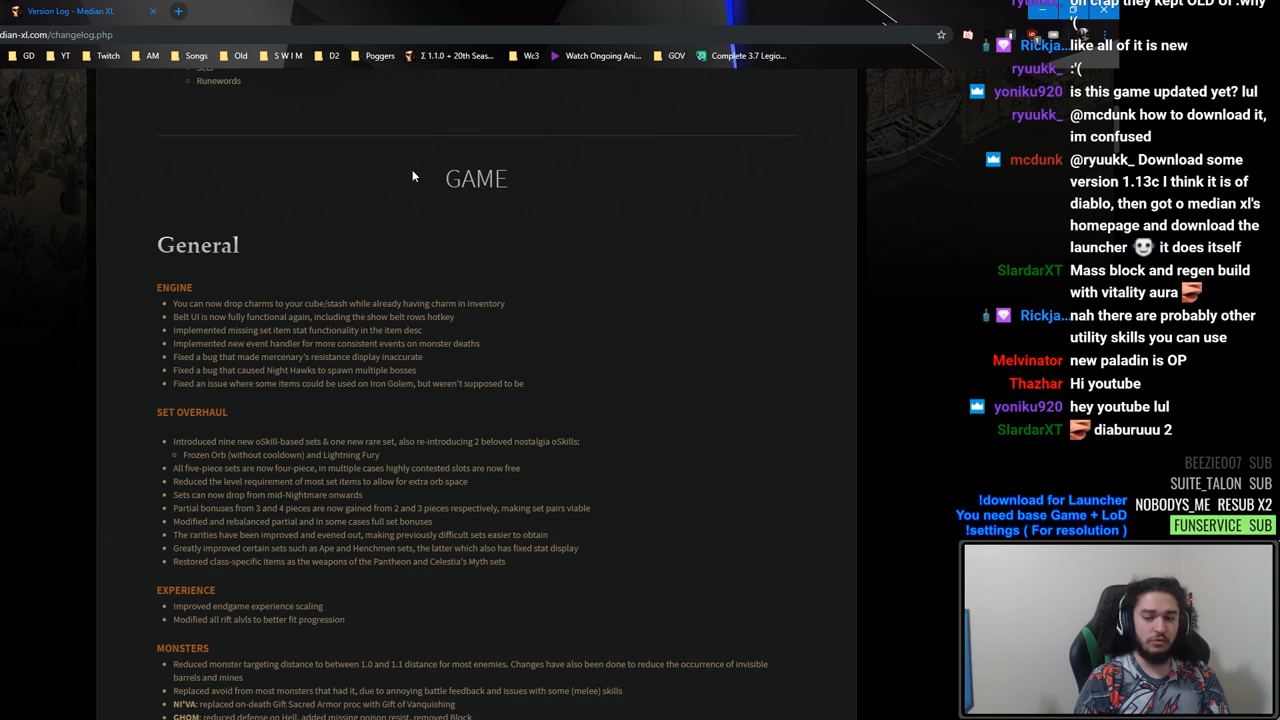 Version Log - Median XL
dian-xl.com/changelog.php
GD YT Twitch AM Songs Old S W I M D2 Poggers Σ 1.1.0 + 20th Seas... Wc3 Watch Ongoing Ani... GOV Complete 3.7 Legio...
Runewords
GAME
General
ENGINE
You can now drop charms to your cube/stash while already having charm in inventory
Belt UI is now fully functional again, including the show belt rows hotkey
Implemented missing set item stat functionality in the item desc
Implemented new event handler for more consistent events on monster deaths
Fixed a bug that made mercenary's resistance display inaccurate
Fixed a bug that caused Night Hawks to spawn multiple bosses
Fixed an issue where some items could be used on Iron Golem, but weren't supposed to be
SET OVERHAUL
Introduced nine new oSkill-based sets & one new rare set, also re-introducing 2 beloved nostalgia oSkills:
Frozen Orb (without cooldown) and Lightning Fury
All five-piece sets are now four-piece, in multiple cases highly contested slots are now free
Reduced the level requirement of most set items to allow for extra orb space
Sets can now drop from mid-Nightmare onwards
Partial bonuses from 3 and 4 pieces are now gained from 2 and 3 pieces respectively, making set pairs viable
Modified and rebalanced partial and in some cases full set bonuses
The rarities have been improved and evened out, making previously difficult sets easier to obtain
Greatly improved certain sets such as Ape and Henchmen sets, the latter which also has fixed stat display
Restored class-specific items as the weapons of the Pantheon and Celestia's Myth sets
EXPERIENCE
Improved endgame experience scaling
Modified all rift alvls to better fit progression
MONSTERS
Reduced monster targeting distance to between 1.0 and 1.1 distance for most enemies. Changes have also been done to reduce the occurrence of invisible
barrels and mines
Replaced avoid from most monsters that had it, due to annoying battle feedback and issues with some (melee) skills
NI'VA: replaced on-death Gift Sacred Armor proc with Gift of Vanquishing
GHOM: reduced defense on Hell, added missing poison resist, removed Block
'(
Rickja... like all of it is new
ryuukk_ :'(
yoniku920 is this game updated yet? lul
ryuukk_ @mcdunk how to download it,
im confused
mcdunk @ryuukk_ Download some
version 1.13c I think it is of
diablo, then got o median xl's
homepage and download the
launcher it does itself
SlardarXT Mass block and regen build
with vitality aura
Rickja... nah there are probably other
utility skills you can use
Melvinator new paladin is OP
Thazhar Hi youtube
yoniku920 hey youtube lul
SlardarXT diaburuuu 2
BEEZIE007 SUB
SUITE_TALON SUB
NOBODYS_ME RESUB X2
FUNSERVICE SUB
!download for Launcher
You need base Game + LoD
!settings ( For resolution )